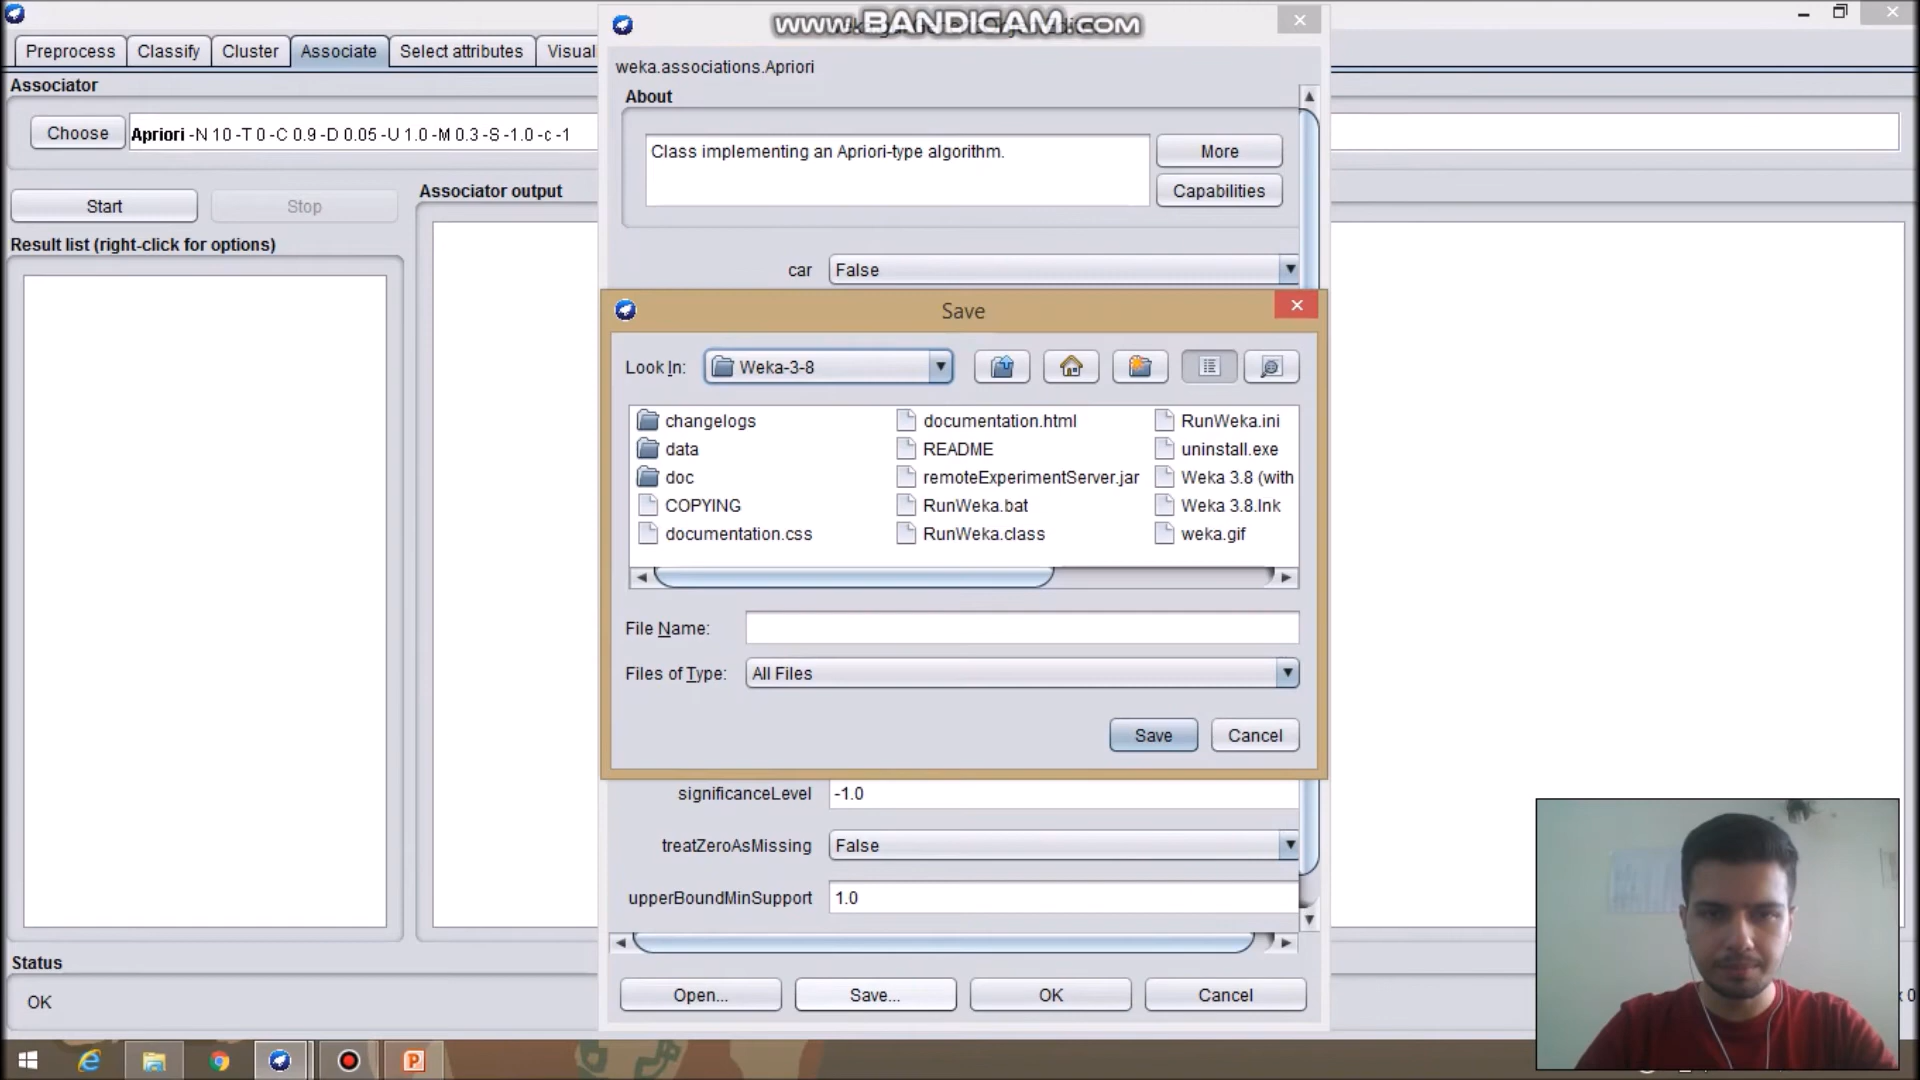 www.BANDICAM.com
Preprocess Classify Cluster Associate Select attributes
weka.associations.Apriori
Associator
About
Choose Apriori -N 10 -T 0 -C 0.9 -D 0.05 -U 1.0 -M 0.3 -S -1.0 -c -1
Class implementing an Apriori-type algorithm.
More
Capabilities
Start Stop
Associator output
Result list (right-click for options)
car False
Save
Look In: Weka-3-8
changelogs documentation.html RunWeka.ini
data README uninstall.exe
doc remoteExperimentServer.jar Weka 3.8 (with
COPYING RunWeka.bat Weka 3.8.lnk
documentation.css RunWeka.class weka.gif
File Name:
Files of Type: All Files
Save Cancel
significanceLevel -1.0
treatZeroAsMissing False
upperBoundMinSupport 1.0
Status
OK
Open... Save... OK Cancel
x 0